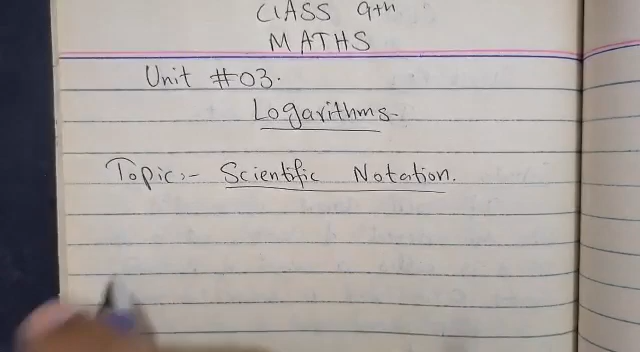 CLASS 9th
MATHS
Unit #03.
Logarithms.
Topic:- Scientific Notation.